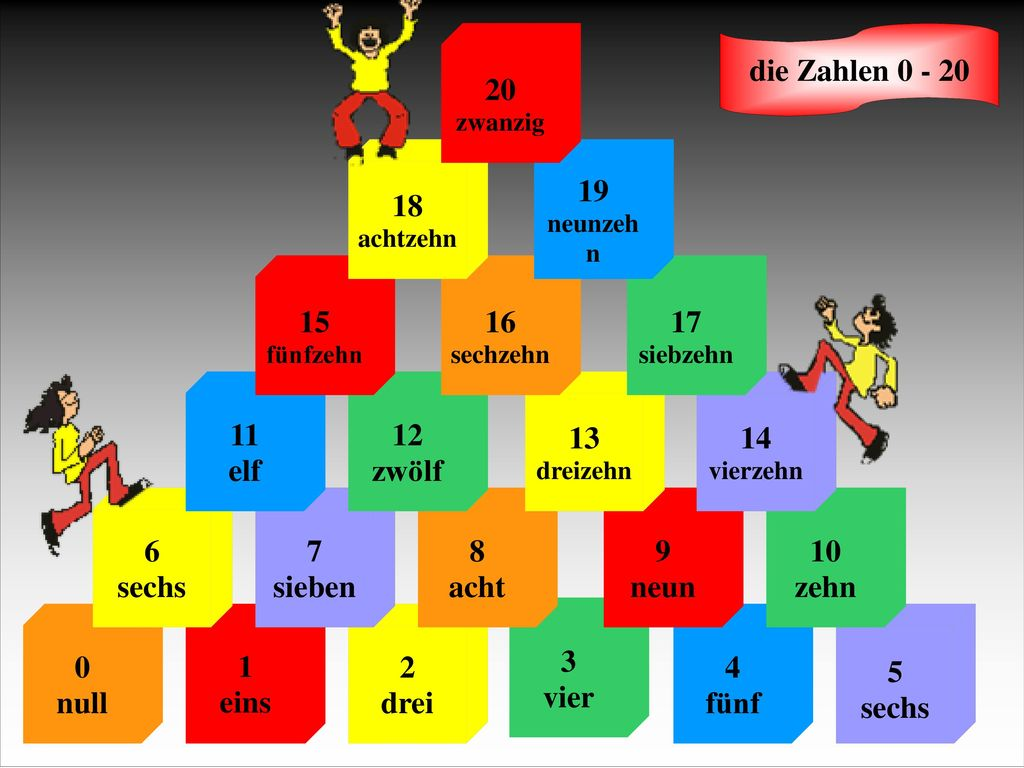 die Zahlen 0 - 20
20
zwanzig
18
achtzehn
19
neunzeh
n
15
fünfzehn
16
sechzehn
17
siebzehn
11
elf
12
zwölf
13
dreizehn
14
vierzehn
6
sechs
7
sieben
8
acht
9
neun
10
zehn
0
null
1
eins
2
drei
3
vier
4
fünf
5
sechs